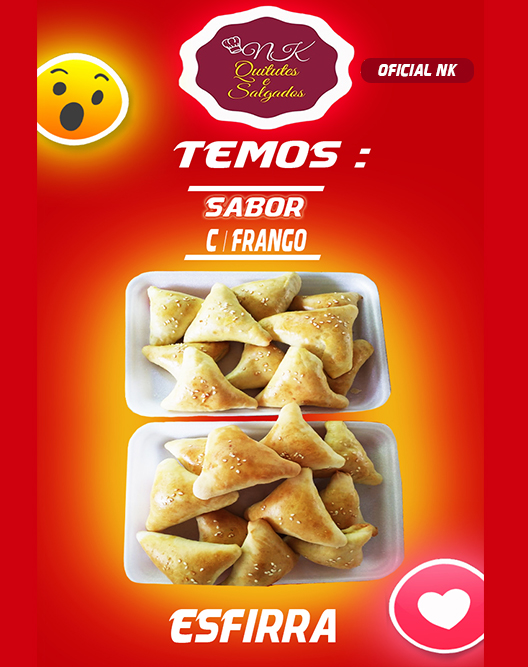 NK
Quitutes
e
Salgados
OFICIAL NK
TEMOS :
SABOR
C | FRANGO
ESFIRRA